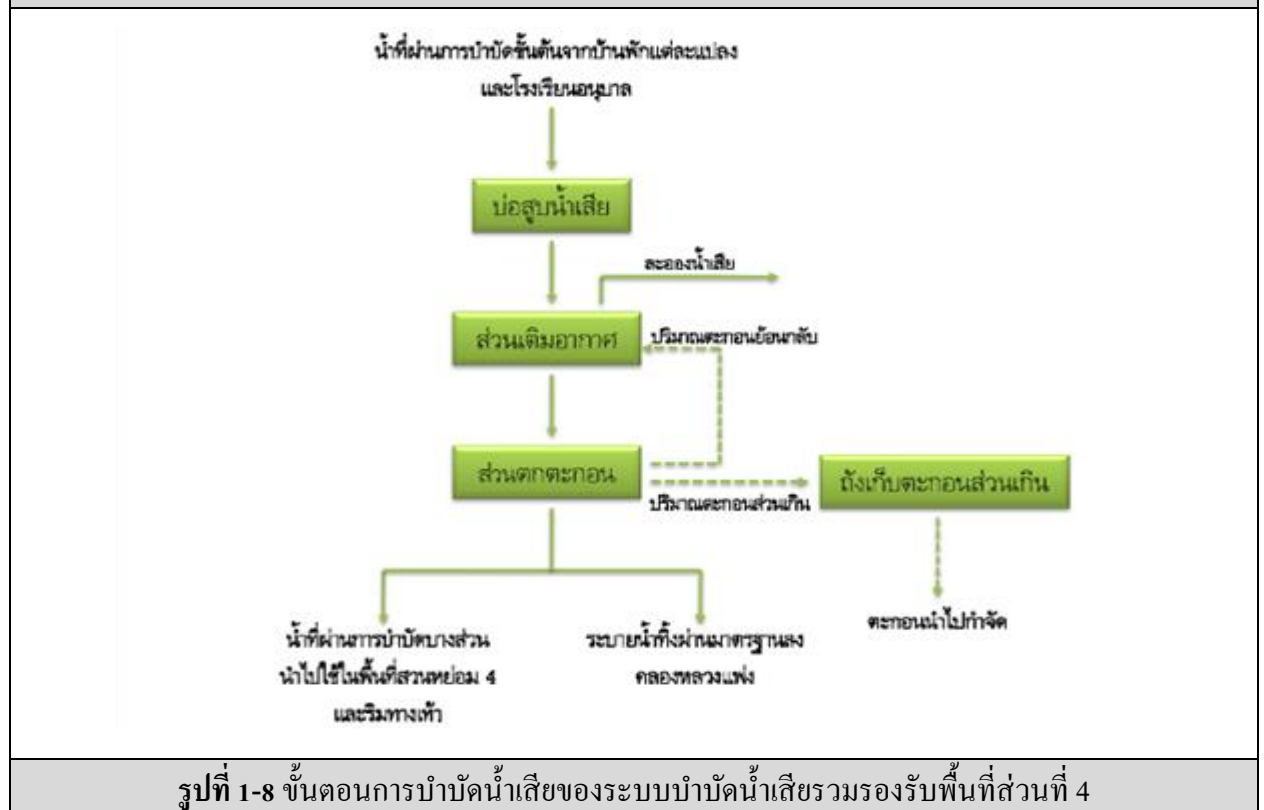 น้ำที่ผ่านการบำบัดขั้นต้นจากบ้านพักแต่ละแปลง
และโรงเรียนอนุบาล
บ่อสูบน้ำเสีย
ละอองน้ำเสีย
ส่วนเติมอากาศ
ปริมาณตะกอนย้อนกลับ
ส่วนตกตะกอน
ปริมาณตะกอนส่วนเกิน
ถังเก็บตะกอนส่วนเกิน
น้ำที่ผ่านการบำบัดบางส่วน
นำไปใช้ในพื้นที่สวนหย่อม 4
และริมทางเท้า
ระบายน้ำทิ้งผ่านมาตรฐานลง
คลองหลวงแพ่ง
ตะกอนนำไปกำจัด
รูปที่ 1-8 ขั้นตอนการบำบัดน้ำเสียของระบบบำบัดน้ำเสียรวมรองรับพื้นที่ส่วนที่ 4